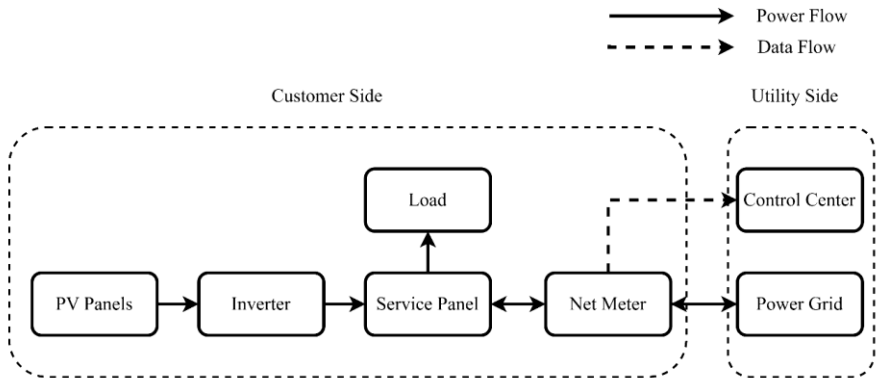 Power Flow
Data Flow
Customer Side
Utility Side
Load
Control Center
PV Panels
Inverter
Service Panel
Net Meter
Power Grid